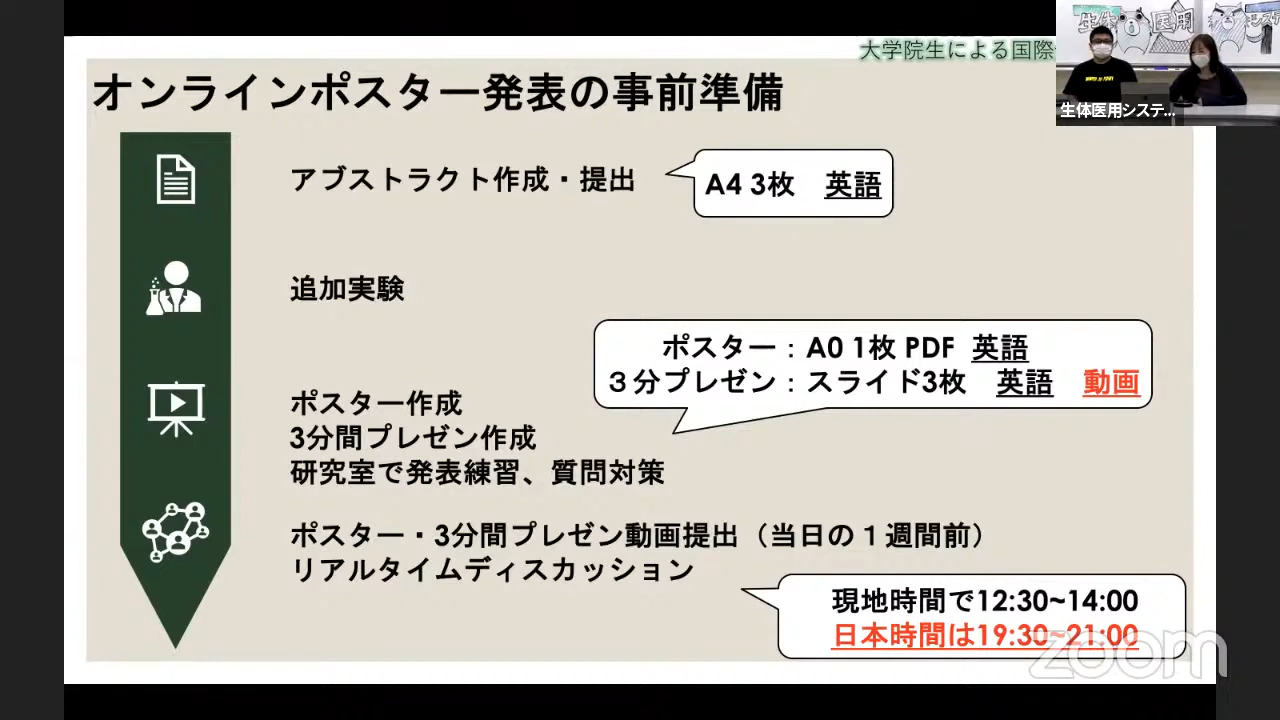 大学院生による国際
オンラインポスター発表の事前準備
生体医用システ...
アブストラクト作成・提出
A4 3枚　英語
追加実験
ポスター：A0 1枚 PDF 英語
３分プレゼン：スライド3枚　英語　動画
ポスター作成
3分間プレゼン作成
研究室で発表練習、質問対策
ポスター・3分間プレゼン動画提出（当日の１週間前）
リアルタイムディスカッション
現地時間で12:30~14:00
日本時間は19:30~21:00
zoom